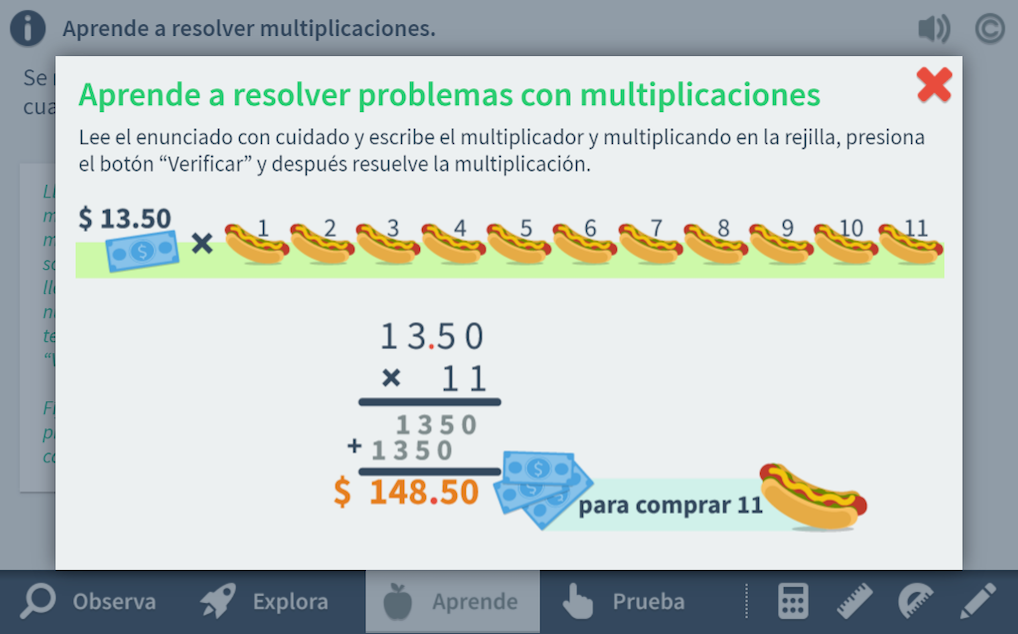 Aprende a resolver multiplicaciones.
Se
cua
Aprende a resolver problemas con multiplicaciones
Lee el enunciado con cuidado y escribe el multiplicador y multiplicando en la rejilla, presiona
el botón “Verificar” y después resuelve la multiplicación.
$ 13.50 × 1 2 3 4 5 6 7 8 9 10 11
13.50
× 11
1350
+ 1350
$ 148.50
para comprar 11
Observa Explora Aprende Prueba